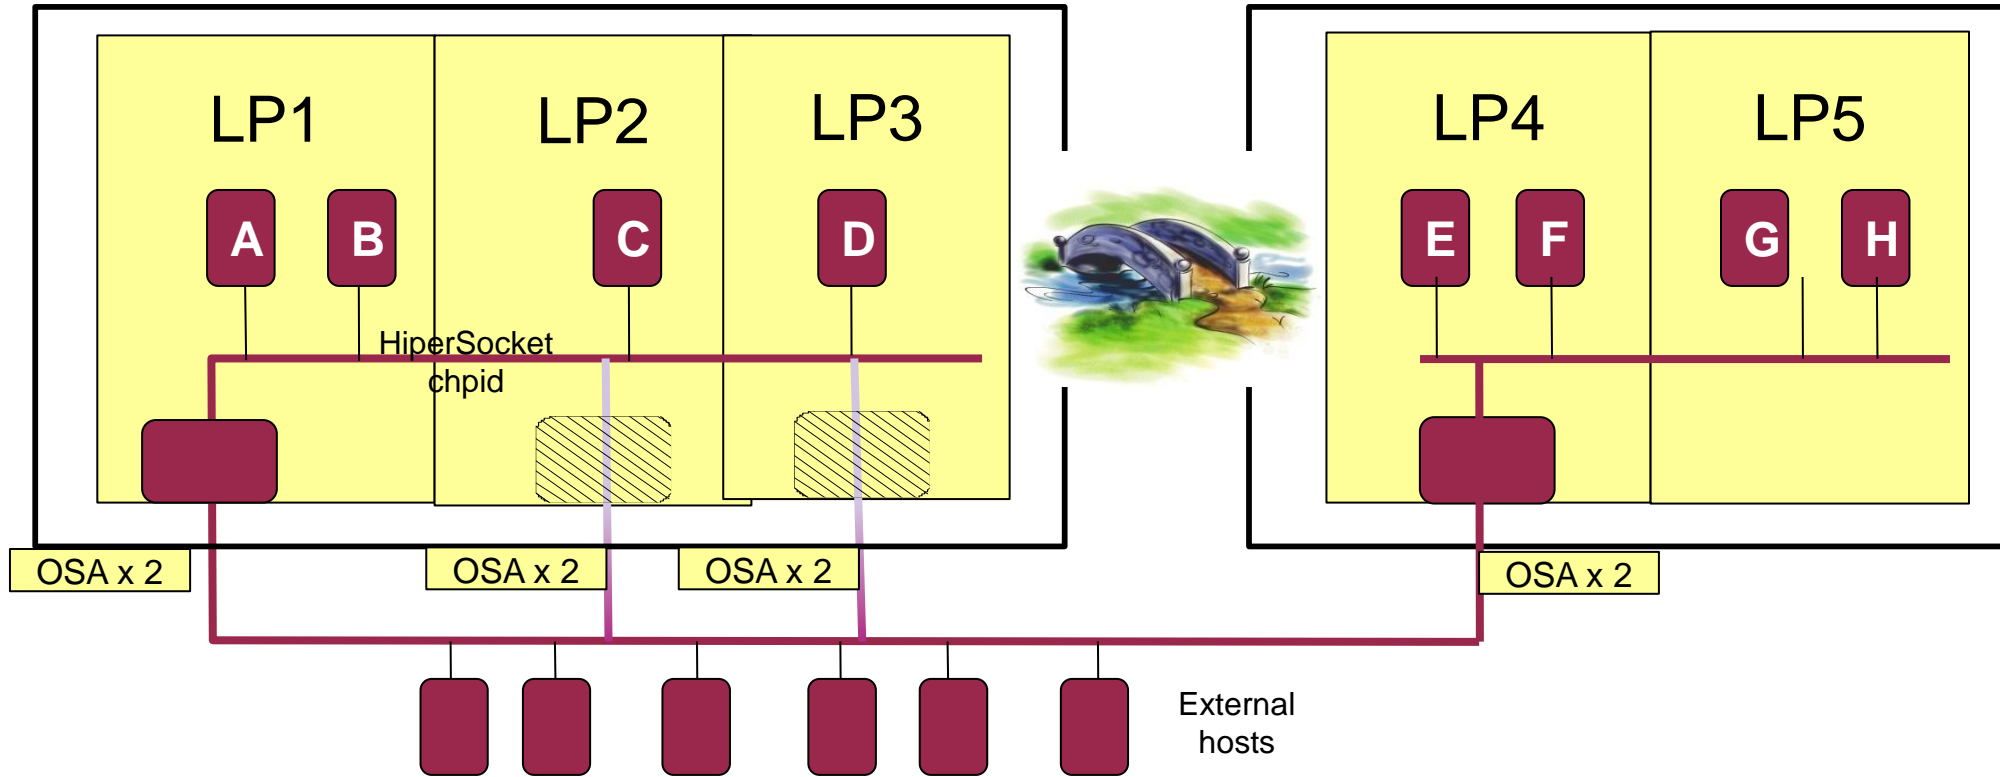 LP1
LP2
LP3
LP4
LP5
A
B
C
D
E
F
G
H
HiperSocket
chpid
OSA x 2
OSA x 2
OSA x 2
OSA x 2
External
hosts